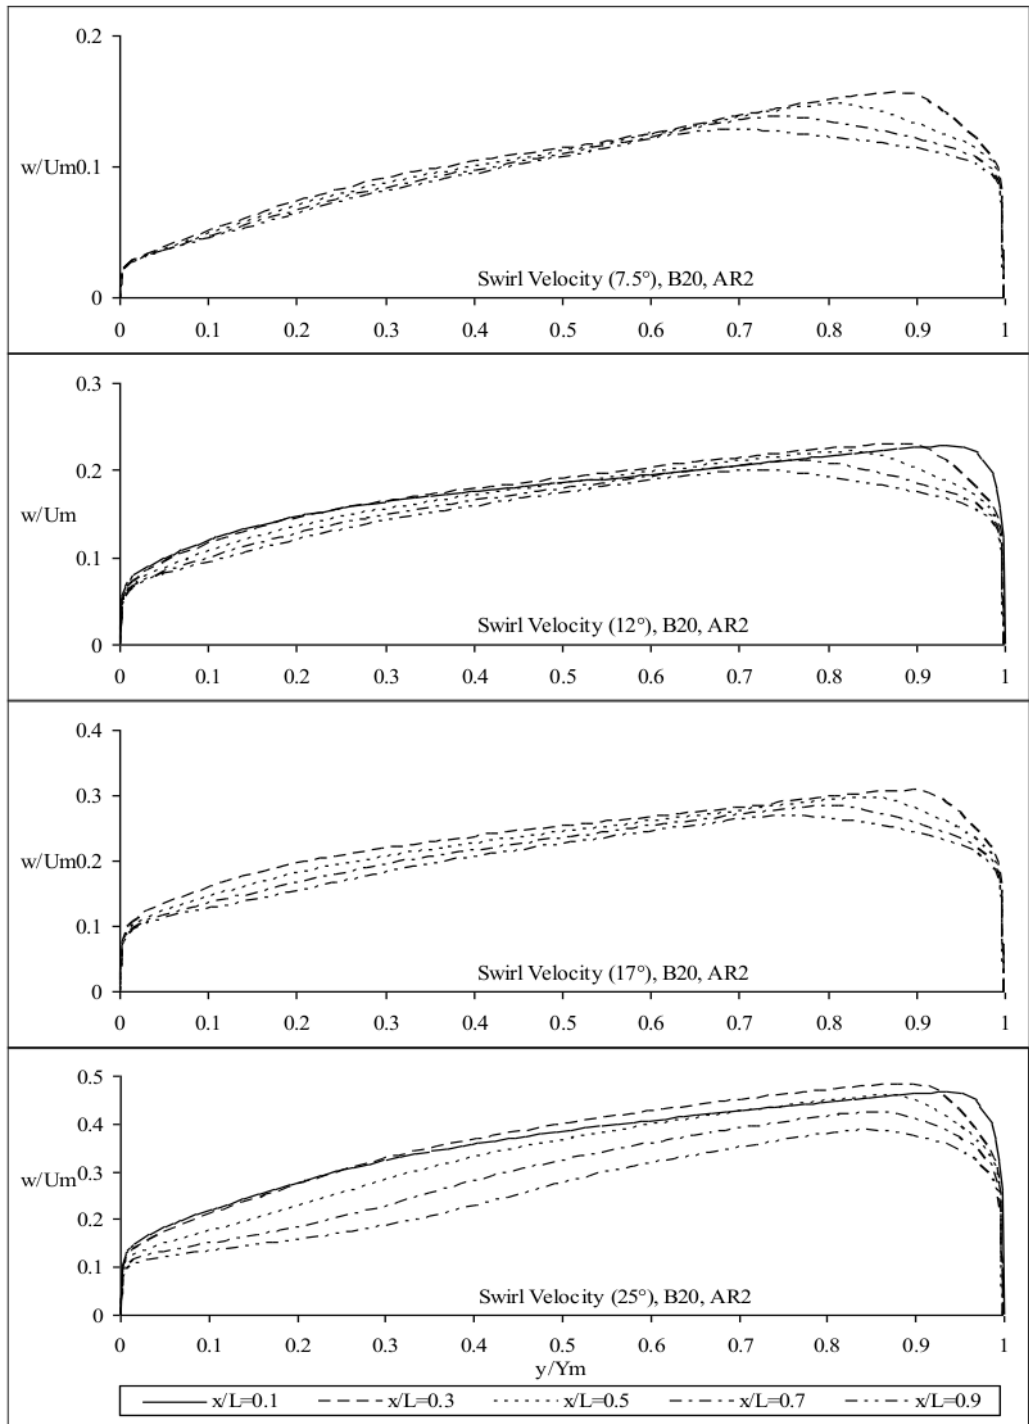 0.2
w/Um0.1
0
Swirl Velocity (7.5°), B20, AR2
0 0.1 0.2 0.3 0.4 0.5 0.6 0.7 0.8 0.9 1
0.3
0.2
w/Um
0.1
0
Swirl Velocity (12°), B20, AR2
0 0.1 0.2 0.3 0.4 0.5 0.6 0.7 0.8 0.9 1
0.4
0.3
w/Um0.2
0.1
0
Swirl Velocity (17°), B20, AR2
0 0.1 0.2 0.3 0.4 0.5 0.6 0.7 0.8 0.9 1
0.5
0.4
w/Um0.3
0.2
0.1
0
Swirl Velocity (25°), B20, AR2
0 0.1 0.2 0.3 0.4 0.5 0.6 0.7 0.8 0.9 1
y/Ym
x/L=0.1 x/L=0.3 x/L=0.5 x/L=0.7 x/L=0.9